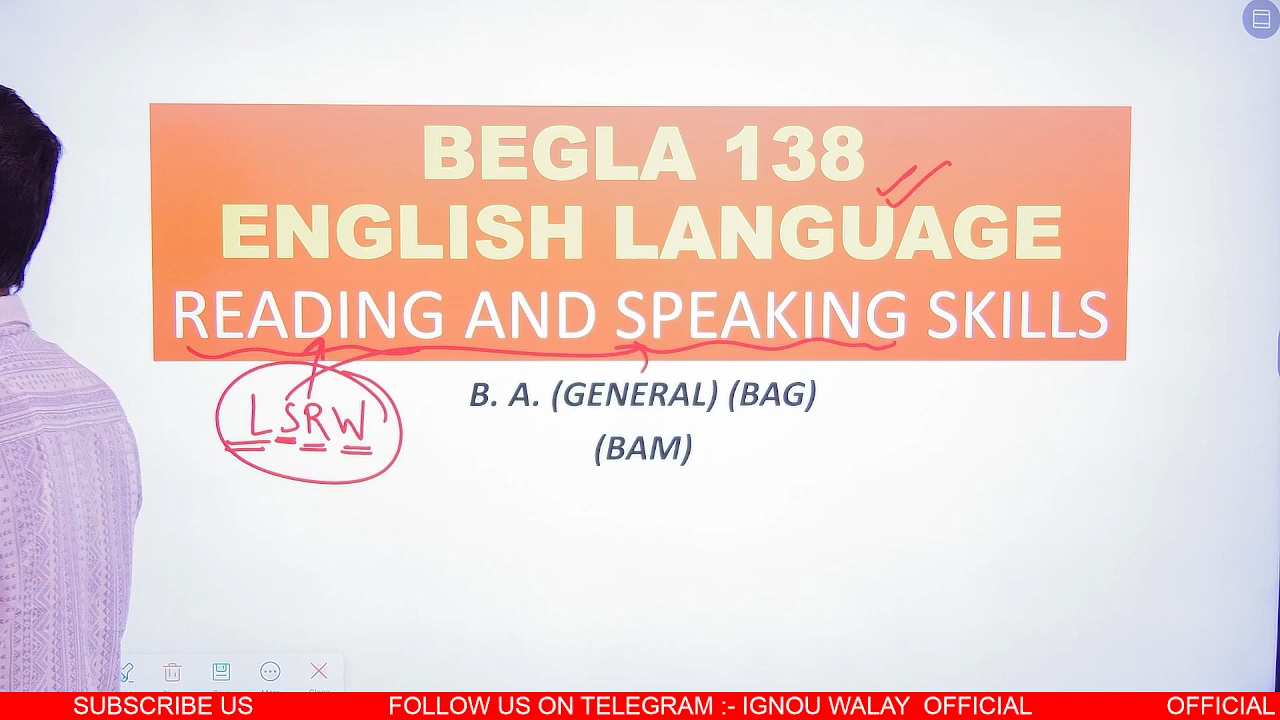 BEGLA 138
ENGLISH LANGUAGE
READING AND SPEAKING SKILLS
LSRW
B. A. (GENERAL) (BAG)
(BAM)
SUBSCRIBE US FOLLOW US ON TELEGRAM :- IGNOU WALAY OFFICIAL OFFICIAL